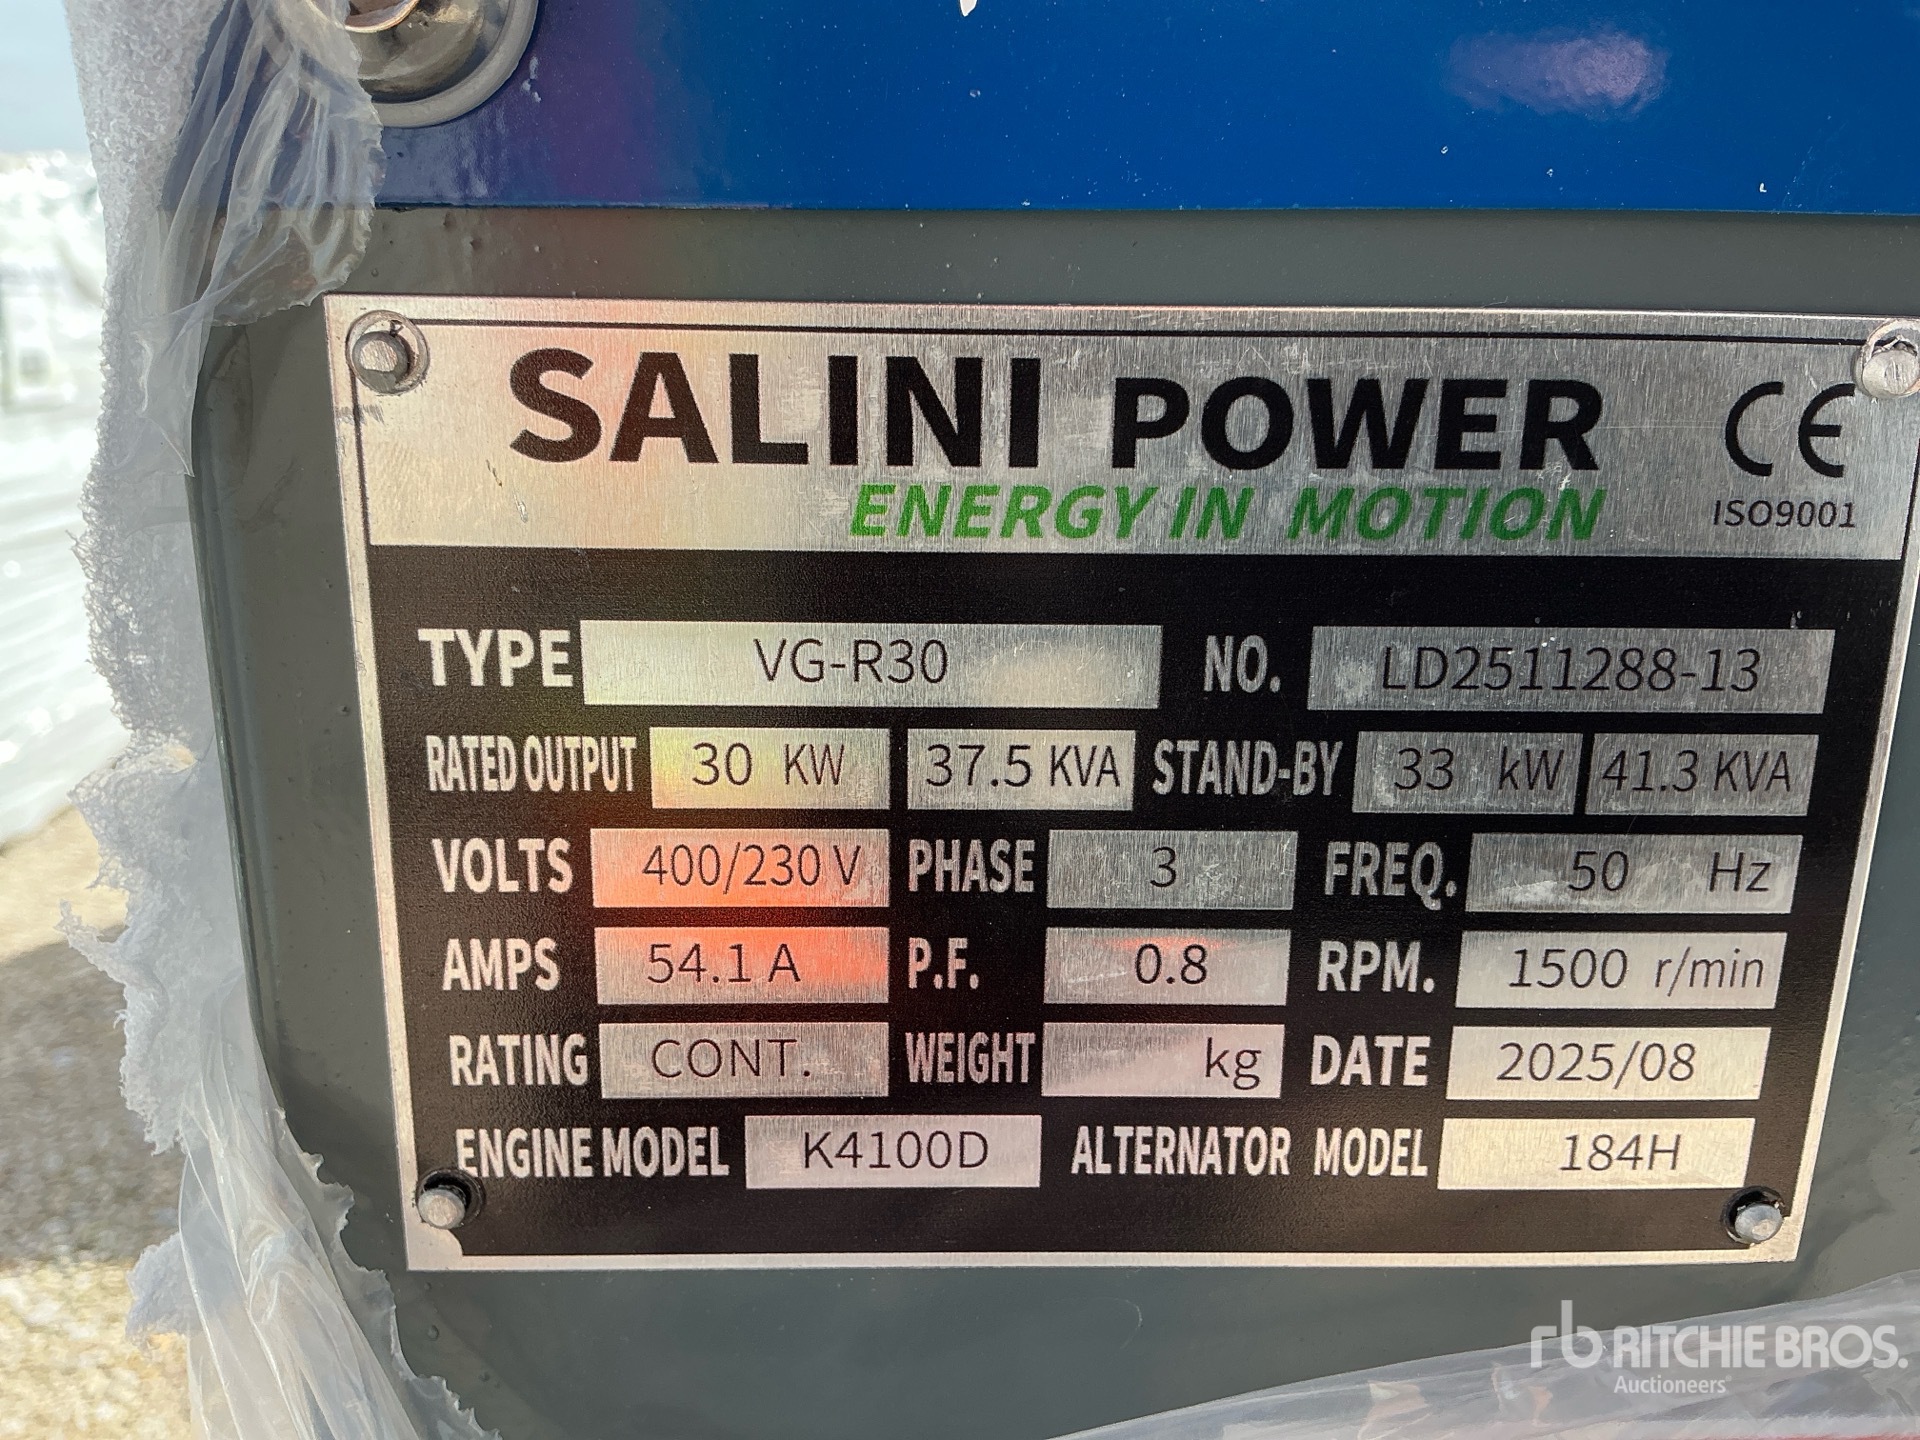 SALINI POWER
CE
ENERGY IN MOTION
ISO9001
TYPE VG-R30 NO. LD2511288-13
RATED OUTPUT 30 KW 37.5 KVA STAND-BY 33 kW 41.3 KVA
VOLTS 400/230 V PHASE 3 FREQ. 50 Hz
AMPS 54.1 A P.F. 0.8 RPM. 1500 r/min
RATING CONT. WEIGHT kg DATE 2025/08
ENGINE MODEL K4100D ALTERNATOR MODEL 184H
rb RITCHIE BROS.
Auctioneers